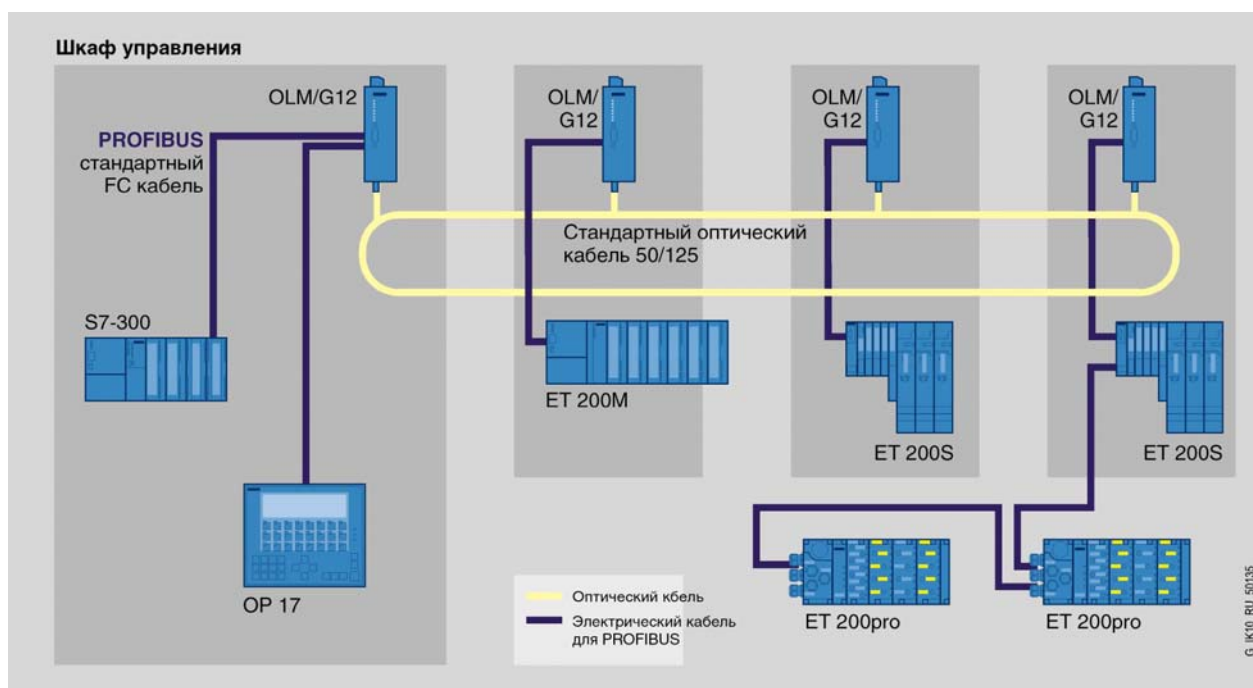 Шкаф управления
OLM/G12
PROFIBUS
стандартный
FC кабель
OLM/
G12
OLM/
G12
OLM/
G12
Стандартный оптический
кабель 50/125
S7-300
ET 200M
ET 200S
ET 200S
OP 17
Оптический кбель
Электрический кабель
для PROFIBUS
ET 200pro
ET 200pro
G_IK10_RU_50135